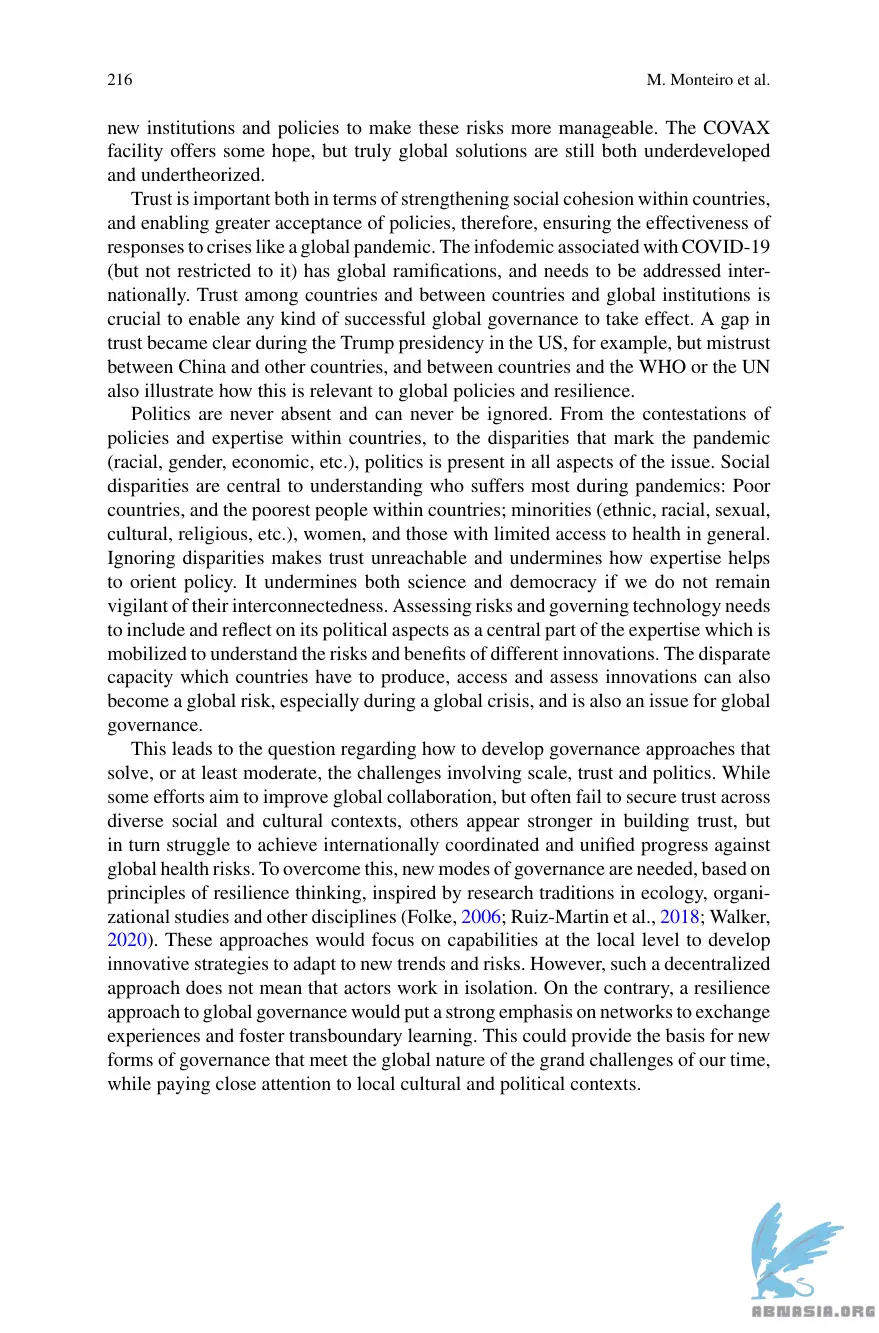 216
M. Monteiro et al.
new institutions and policies to make these risks more manageable. The COVAX
facility offers some hope, but truly global solutions are still both underdeveloped
and undertheorized.
Trust is important both in terms of strengthening social cohesion within countries,
and enabling greater acceptance of policies, therefore, ensuring the effectiveness of
responses to crises like a global pandemic. The infodemic associated with COVID-19
(but not restricted to it) has global ramifications, and needs to be addressed inter-
nationally. Trust among countries and between countries and global institutions is
crucial to enable any kind of successful global governance to take effect. A gap in
trust became clear during the Trump presidency in the US, for example, but mistrust
between China and other countries, and between countries and the WHO or the UN
also illustrate how this is relevant to global policies and resilience.
Politics are never absent and can never be ignored. From the contestations of
policies and expertise within countries, to the disparities that mark the pandemic
(racial, gender, economic, etc.), politics is present in all aspects of the issue. Social
disparities are central to understanding who suffers most during pandemics: Poor
countries, and the poorest people within countries; minorities (ethnic, racial, sexual,
cultural, religious, etc.), women, and those with limited access to health in general.
Ignoring disparities makes trust unreachable and undermines how expertise helps
to orient policy. It undermines both science and democracy if we do not remain
vigilant of their interconnectedness. Assessing risks and governing technology needs
to include and reflect on its political aspects as a central part of the expertise which is
mobilized to understand the risks and benefits of different innovations. The disparate
capacity which countries have to produce, access and assess innovations can also
become a global risk, especially during a global crisis, and is also an issue for global
governance.
This leads to the question regarding how to develop governance approaches that
solve, or at least moderate, the challenges involving scale, trust and politics. While
some efforts aim to improve global collaboration, but often fail to secure trust across
diverse social and cultural contexts, others appear stronger in building trust, but
in turn struggle to achieve internationally coordinated and unified progress against
global health risks. To overcome this, new modes of governance are needed, based on
principles of resilience thinking, inspired by research traditions in ecology, organi-
zational studies and other disciplines (Folke, 2006; Ruiz-Martin et al., 2018; Walker,
2020). These approaches would focus on capabilities at the local level to develop
innovative strategies to adapt to new trends and risks. However, such a decentralized
approach does not mean that actors work in isolation. On the contrary, a resilience
approach to global governance would put a strong emphasis on networks to exchange
experiences and foster transboundary learning. This could provide the basis for new
forms of governance that meet the global nature of the grand challenges of our time,
while paying close attention to local cultural and political contexts.
ABNASIA.ORG